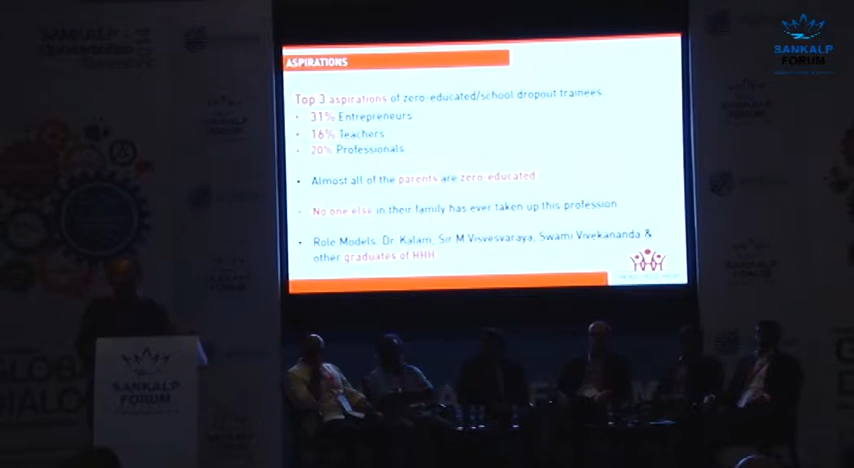 SANKALP
FORUM
ASPIRATIONS
Top 3 aspirations of zero-educated/school dropout trainees
· 31% Entrepreneurs
· 16% Teachers
· 20% Professionals
· Almost all of the parents are zero-educated
· No one else in their family has ever taken up this profession
· Role Models: Dr. Kalam, Sir M Visvesvaraya, Swami Vivekananda &
other graduates of HHH
SANKALP
FORUM